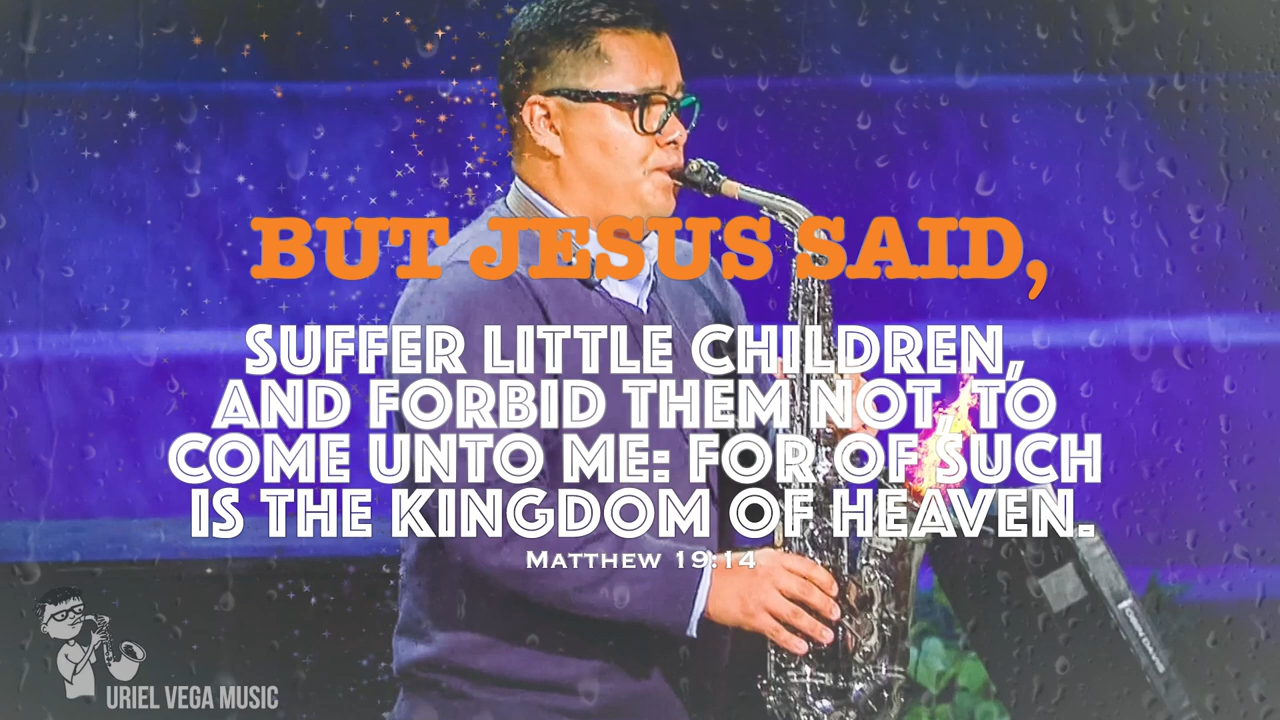 BUT JESUS SAID,
SUFFER LITTLE CHILDREN,
AND FORBID THEM NOT, TO
COME UNTO ME: FOR OF SUCH
IS THE KINGDOM OF HEAVEN.
MATTHEW 19:14
URIEL VEGA MUSIC